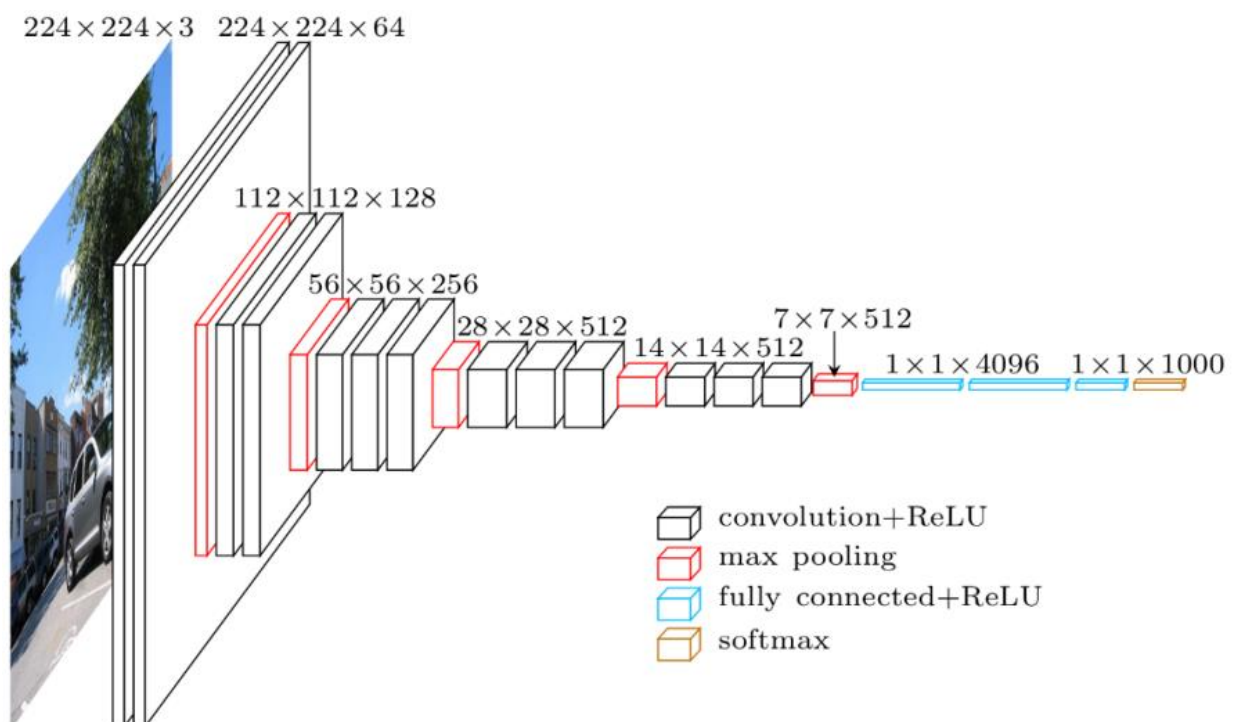 224×224×3
224×224×64
112×112×128
56×56×256
28×28×512
14×14×512
7×7×512
1×1×4096
1×1×1000
convolution+ReLU
max pooling
fully connected+ReLU
softmax